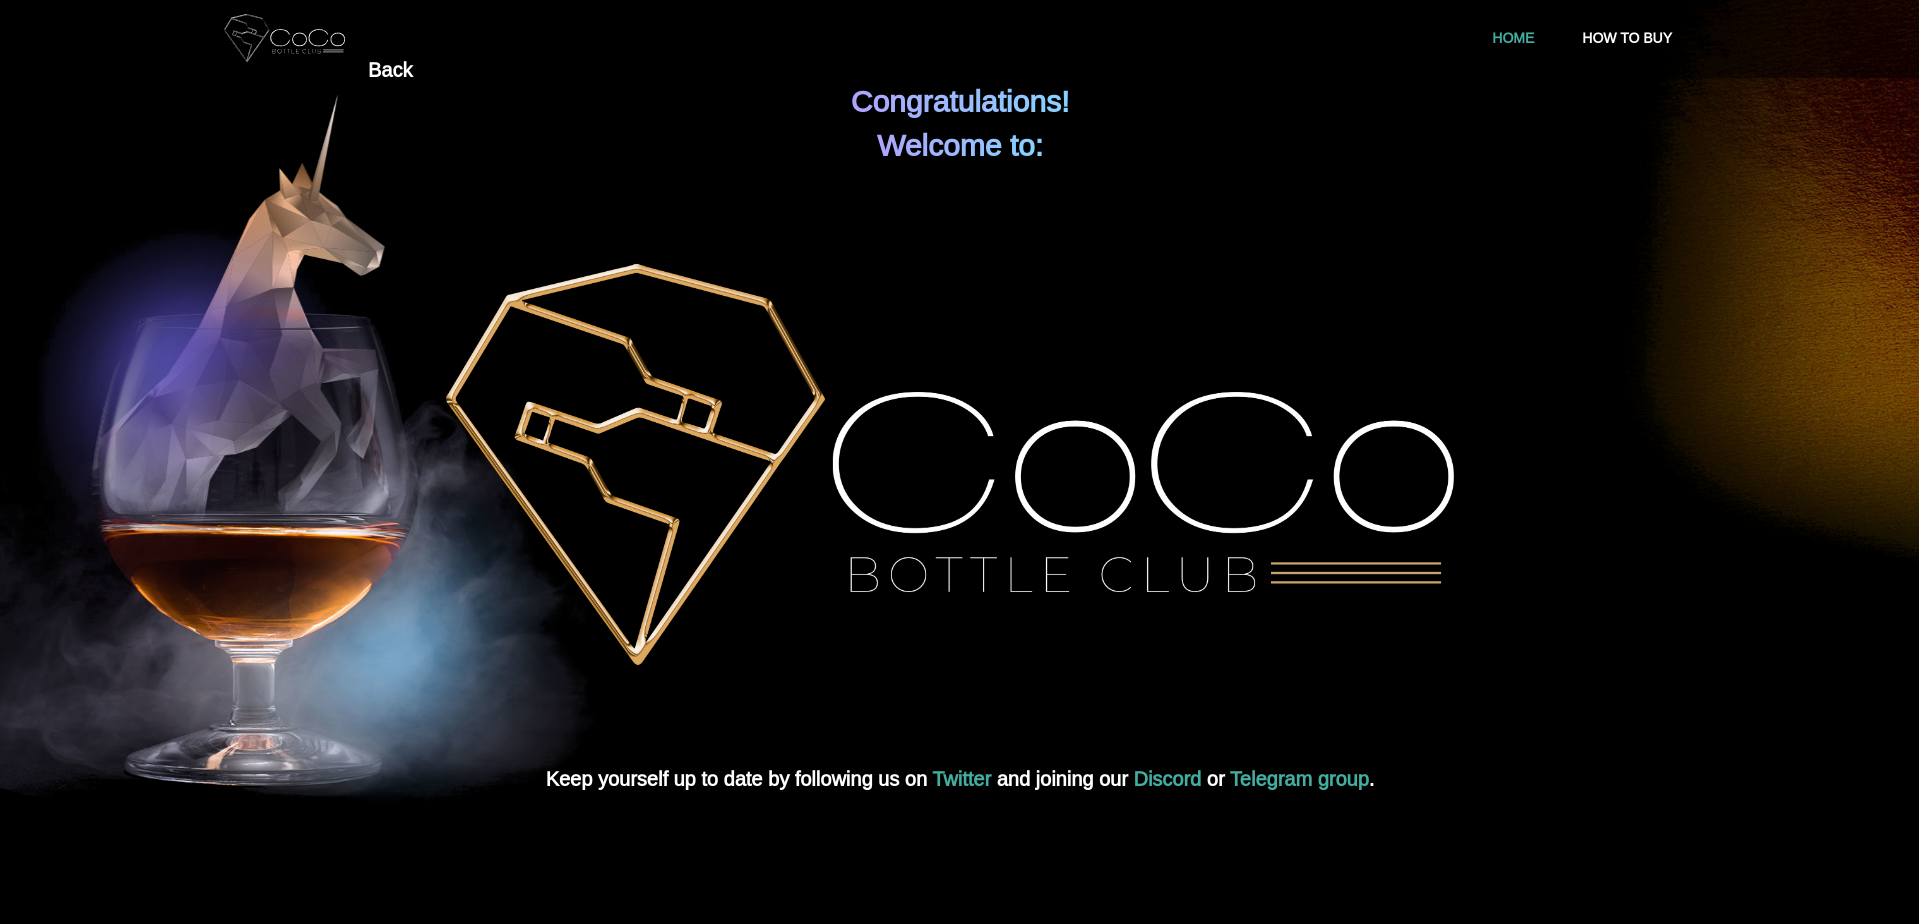 CoCo
BOTTLE CLUB
HOME
HOW TO BUY
Back
Congratulations!
Welcome to:
CoCo
BOTTLE CLUB
Keep yourself up to date by following us on Twitter and joining our Discord or Telegram group.